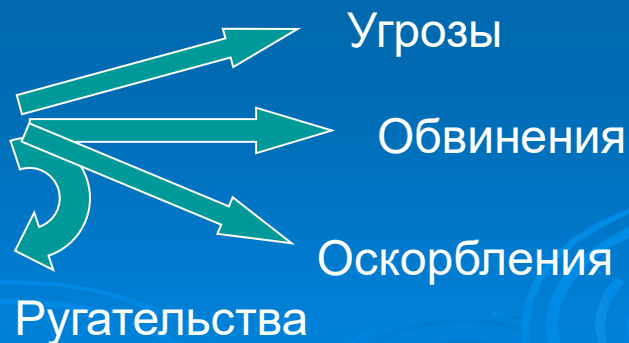 Угрозы
Обвинения
Оскорбления
Ругательства